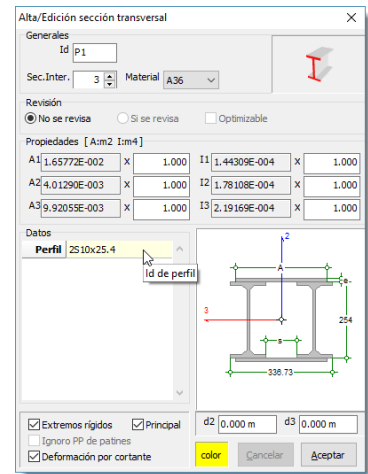 Alta/Edición sección transversal
Generales
Id P1
Sec.Inter. 3 Material A36
Revisión
No se revisa Si se revisa Optimizable
Propiedades [ A:m2 I:m4 ]
A1 1.65772E-002 x 1.000 I1 1.44309E-004 x 1.000
A2 4.01290E-003 x 1.000 I2 1.78108E-004 x 1.000
A3 9.92055E-003 x 1.000 I3 2.19169E-004 x 1.000
Datos
Perfil 2S10x25.4
Id de perfil
2
A
e
3
254
s
336.73
Extremos rígidos Principal
Ignoro PP de patines
Deformación por cortante
d2 0.000 m d3 0.000 m
color Cancelar Aceptar